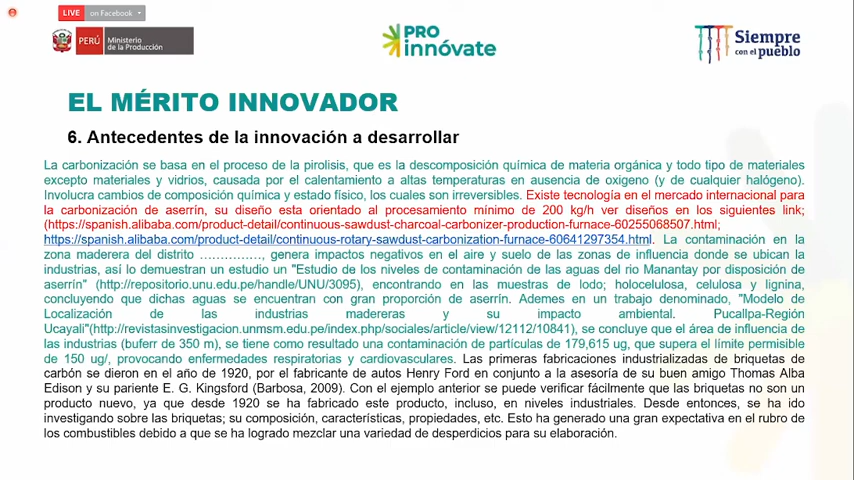 LIVE on Facebook
PERÚ Ministerio de la Producción
PRO
innóvate
Siempre
con el pueblo
EL MÉRITO INNOVADOR
6. Antecedentes de la innovación a desarrollar
La carbonización se basa en el proceso de la pirolisis, que es la descomposición química de materia orgánica y todo tipo de materiales
excepto materiales y vidrios, causada por el calentamiento a altas temperaturas en ausencia de oxigeno (y de cualquier halógeno).
Involucra cambios de composición química y estado físico, los cuales son irreversibles. Existe tecnología en el mercado internacional para
la carbonización de aserrín, su diseño esta orientado al procesamiento mínimo de 200 kg/h ver diseños en los siguientes link;
(https://spanish.alibaba.com/product-detail/continuous-sawdust-charcoal-carbonizer-production-furnace-60255068507.html;
https://spanish.alibaba.com/product-detail/continuous-rotary-sawdust-carbonization-furnace-60641297354.html. La contaminación en la
zona maderera del distrito ……………, genera impactos negativos en el aire y suelo de las zonas de influencia donde se ubican la
industrias, así lo demuestran un estudio un "Estudio de los niveles de contaminación de las aguas del rio Manantay por disposición de
aserrín" (http://repositorio.unu.edu.pe/handle/UNU/3095), encontrando en las muestras de lodo; holocelulosa, celulosa y lignina,
concluyendo que dichas aguas se encuentran con gran proporción de aserrín. Ademes en un trabajo denominado, "Modelo de
Localización de las industrias madereras y su impacto ambiental. Pucallpa-Región
Ucayali"(http://revistasinvestigacion.unmsm.edu.pe/index.php/sociales/article/view/12112/10841), se concluye que el área de influencia de
las industrias (buferr de 350 m), se tiene como resultado una contaminación de partículas de 179,615 ug, que supera el límite permisible
de 150 ug/, provocando enfermedades respiratorias y cardiovasculares. Las primeras fabricaciones industrializadas de briquetas de
carbón se dieron en el año de 1920, por el fabricante de autos Henry Ford en conjunto a la asesoría de su buen amigo Thomas Alba
Edison y su pariente E. G. Kingsford (Barbosa, 2009). Con el ejemplo anterior se puede verificar fácilmente que las briquetas no son un
producto nuevo, ya que desde 1920 se ha fabricado este producto, incluso, en niveles industriales. Desde entonces, se ha ido
investigando sobre las briquetas; su composición, características, propiedades, etc. Esto ha generado una gran expectativa en el rubro de
los combustibles debido a que se ha logrado mezclar una variedad de desperdicios para su elaboración.